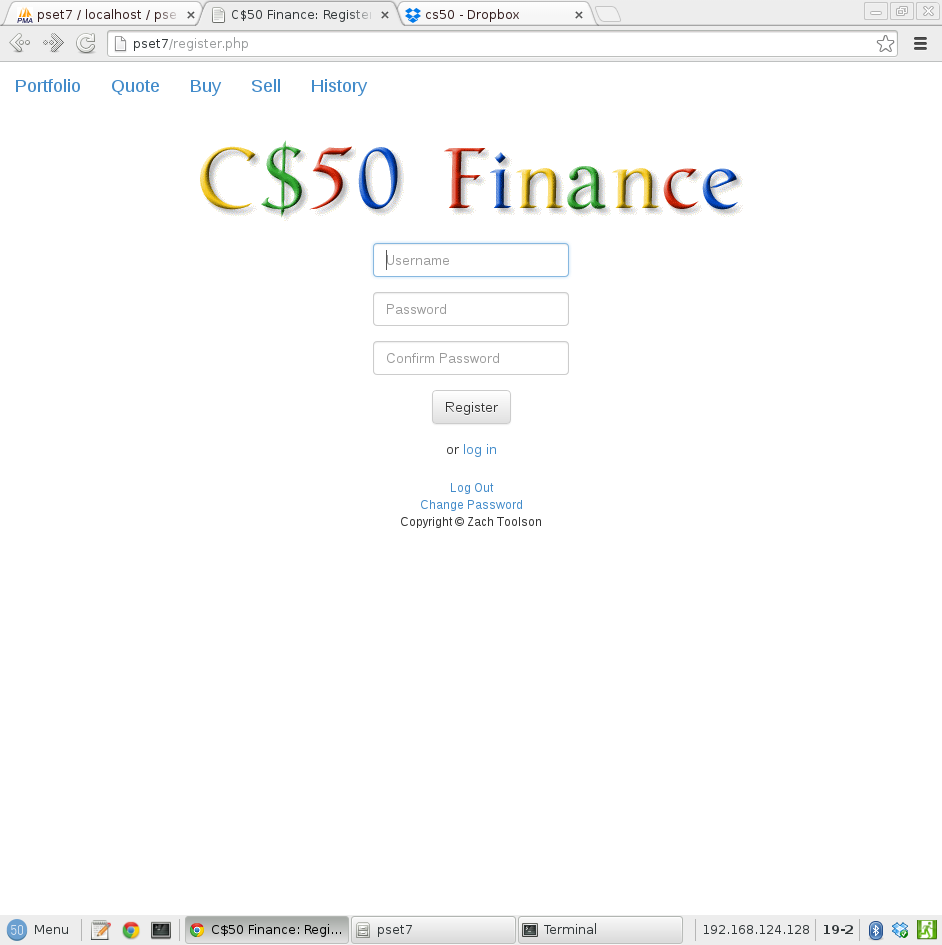 pset7 / localhost / pse
C$50 Finance: Register
cs50 - Dropbox
pset7/register.php
Portfolio Quote Buy Sell History
C$50 Finance
Username
Password
Confirm Password
Register
or log in
Log Out
Change Password
Copyright © Zach Toolson
50 Menu C$50 Finance: Regi... pset7 Terminal 192.168.124.128 19-2